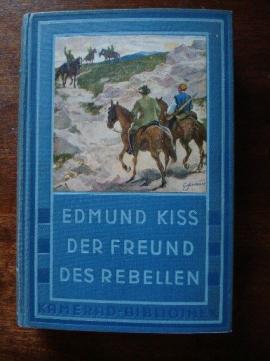 EDMUND KISS
DER FREUND
DES REBELLEN
KAMERAD-BIBLIOTHEK